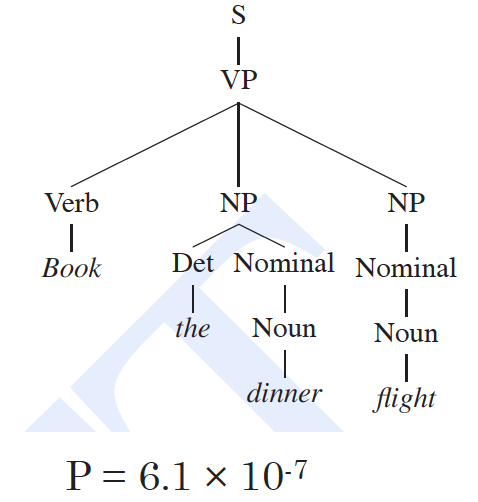 S
VP
Verb NP NP
Book Det Nominal Nominal
the Noun Noun
dinner flight
P = 6.1 × 10-7